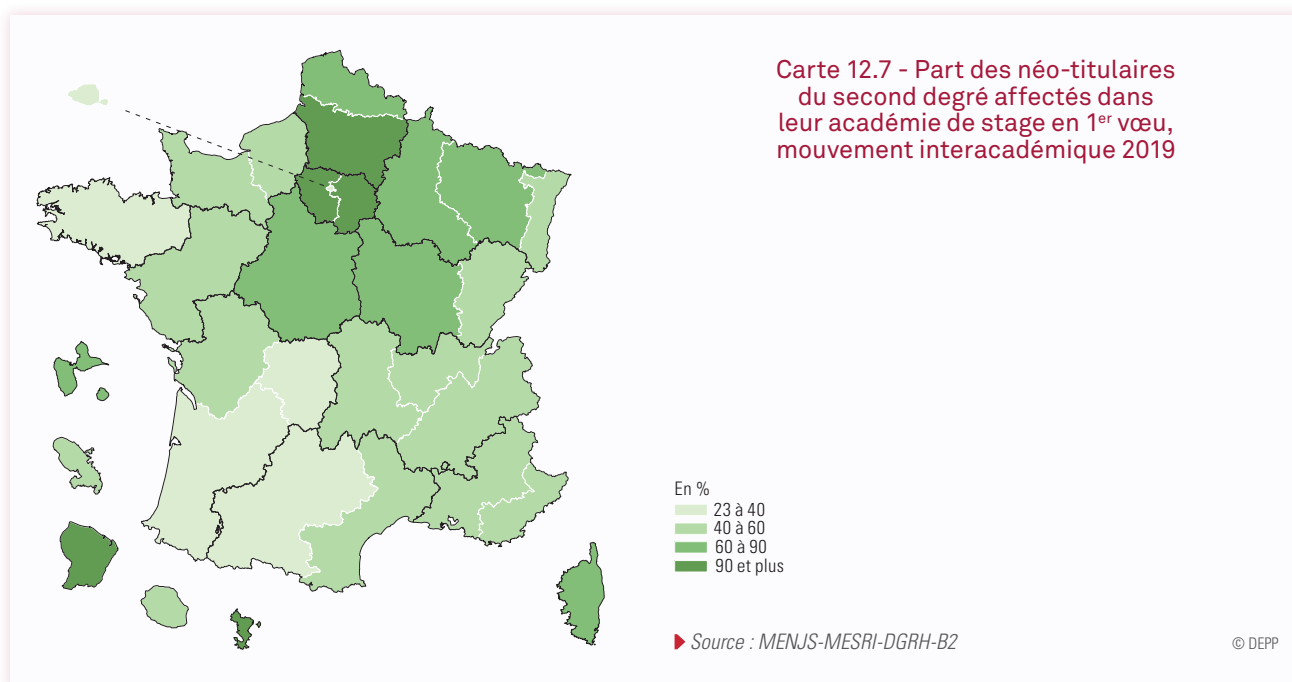 Carte 12.7 - Part des néo-titulaires
du second degré affectés dans
leur académie de stage en 1er vœu,
mouvement interacadémique 2019
En %
23 à 40
40 à 60
60 à 90
90 et plus
Source : MENJS-MESRI-DGRH-B2
© DEPP